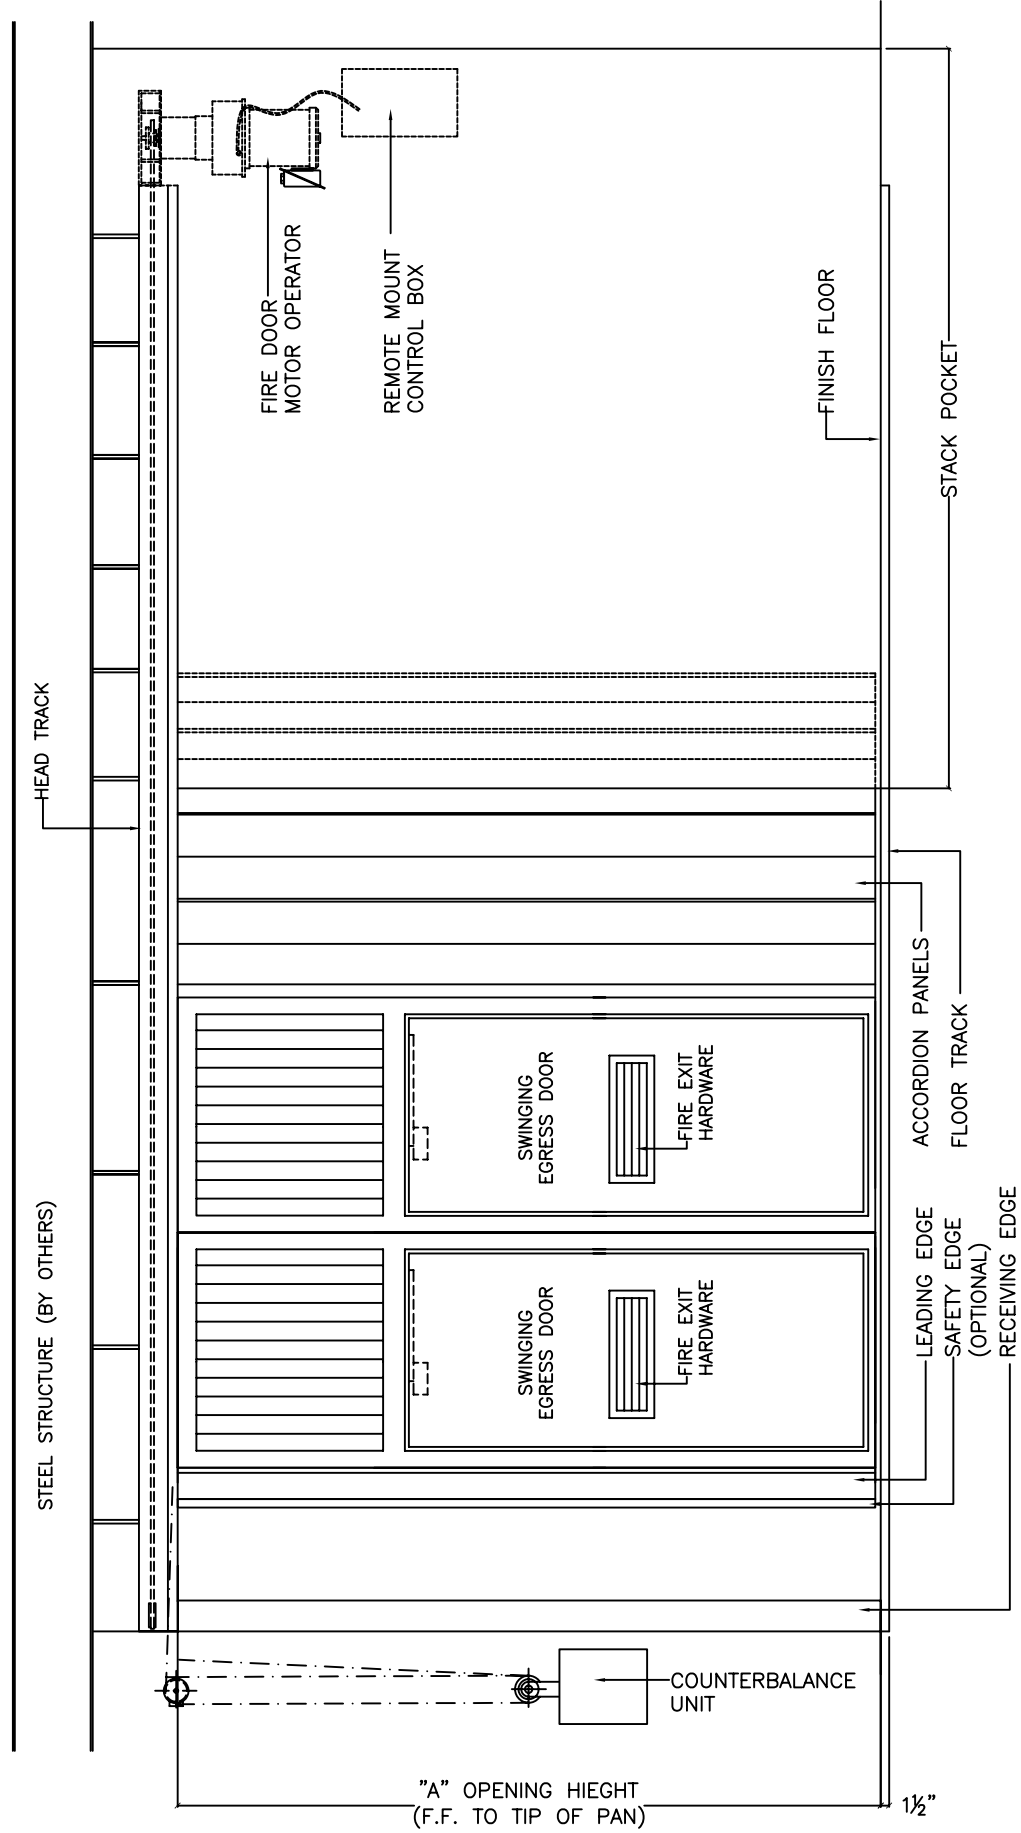 STEEL STRUCTURE (BY OTHERS)
HEAD TRACK
FIRE DOOR
MOTOR OPERATOR
REMOTE MOUNT
CONTROL BOX
FINISH FLOOR
STACK POCKET
SWINGING
EGRESS DOOR
FIRE EXIT
HARDWARE
SWINGING
EGRESS DOOR
FIRE EXIT
HARDWARE
ACCORDION PANELS
FLOOR TRACK
LEADING EDGE
SAFETY EDGE
(OPTIONAL)
RECEIVING EDGE
COUNTERBALANCE
UNIT
"A" OPENING HIEGHT
(F.F. TO TIP OF PAN)
1½"